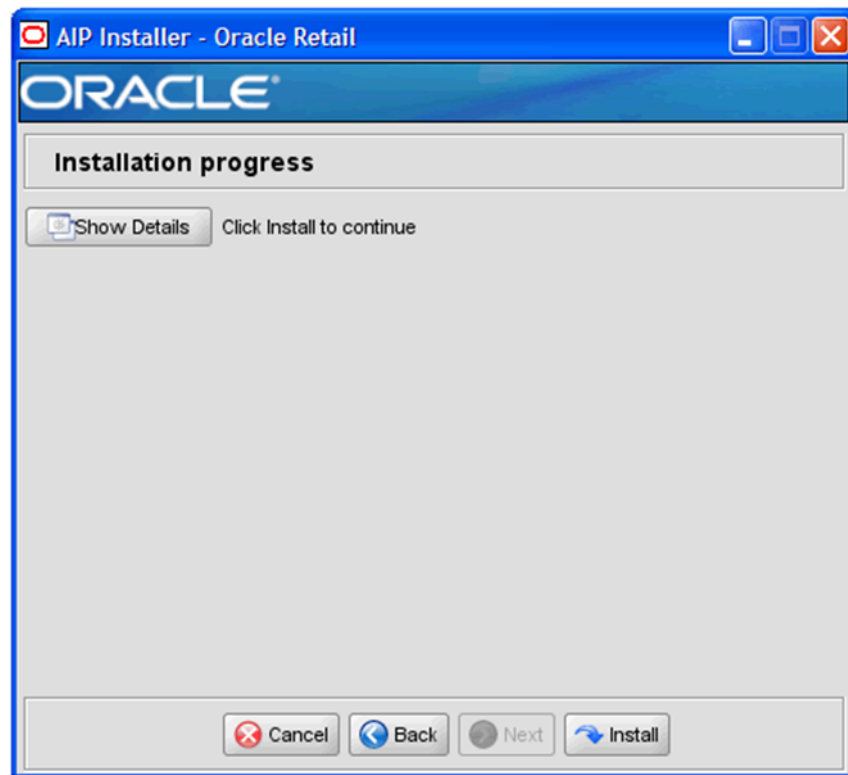 AIP Installer - Oracle Retail
ORACLE®
Installation progress
Show Details Click Install to continue
Cancel Back Next Install